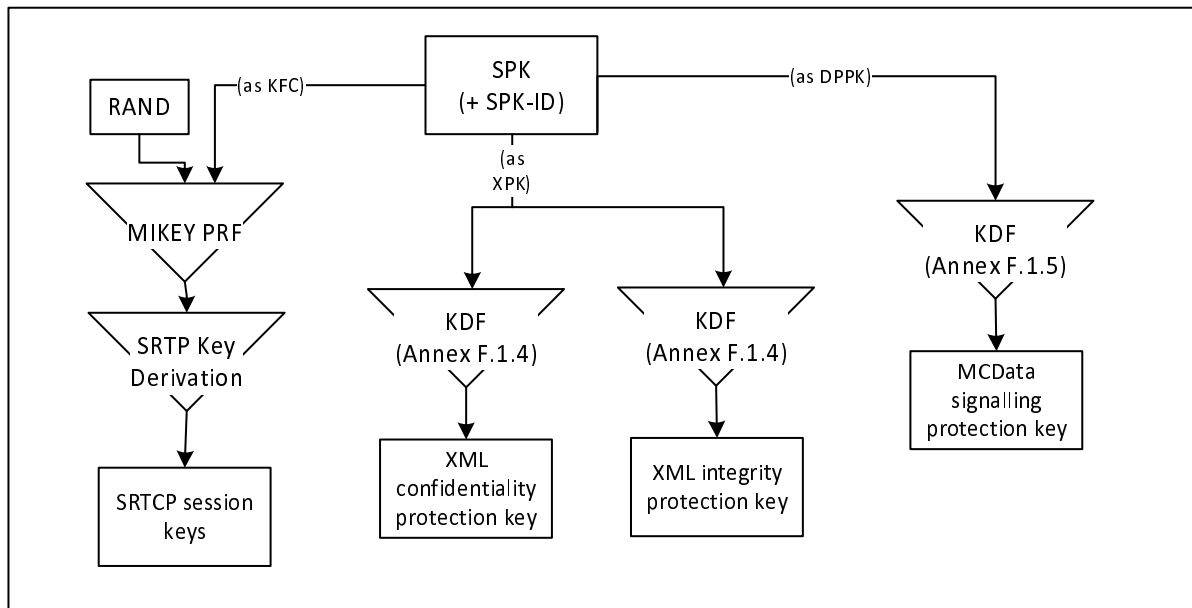 SPK
(+ SPK-ID)
(as KFC)
(as DPPK)
RAND
(as
XPK)
MIKEY PRF
KDF
(Annex F.1.5)
SRTP Key
Derivation
KDF
(Annex F.1.4)
KDF
(Annex F.1.4)
MCData
signalling
protection key
XML
confidentiality
protection key
XML integrity
protection key
SRTCP session
keys